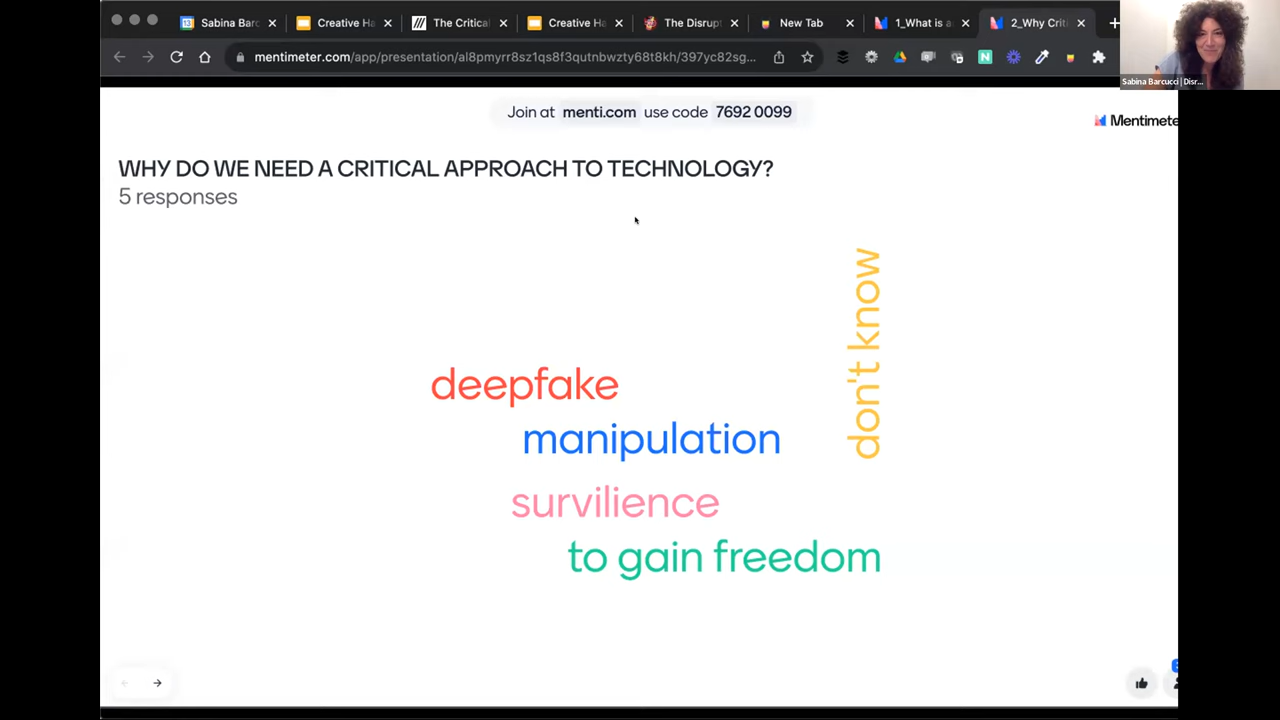 Sabina Barc
Creative Ha
The Critical
Creative Ha
The Disrupt
New Tab
1_What is a
2_Why Criti
mentimeter.com/app/presentation/al8pmyrr8sz1qs8f3qutnbwzty68t8kh/397yc82sg...
Sabina Barcucci | Disr...
Join at menti.com use code 7692 0099
Mentimete
WHY DO WE NEED A CRITICAL APPROACH TO TECHNOLOGY?
5 responses
don't know
deepfake
manipulation
survilience
to gain freedom